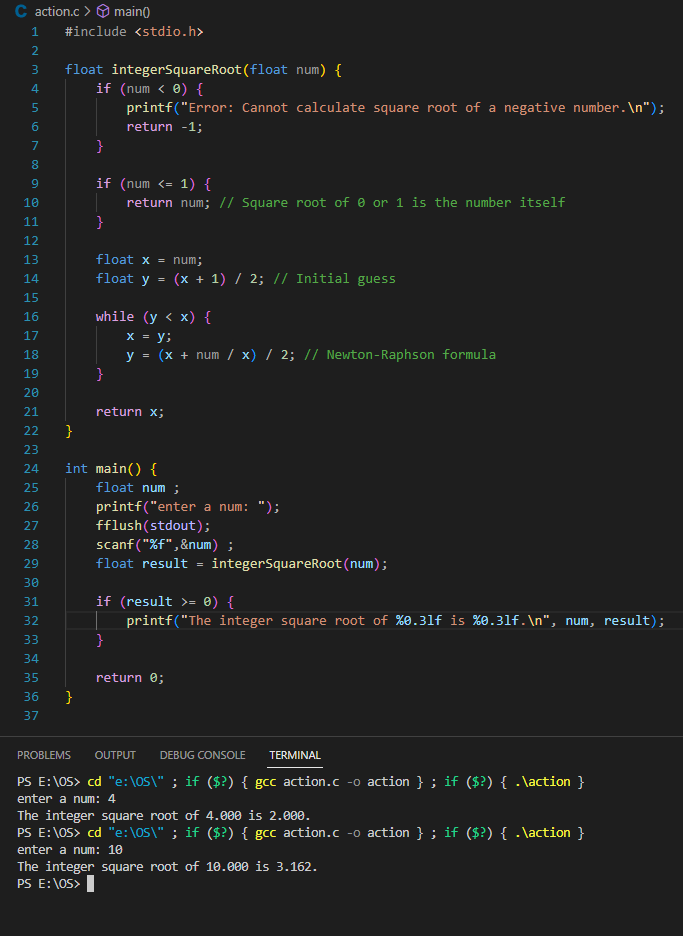 C action.c > main()
1 #include <stdio.h>
2
3 float integerSquareRoot(float num) {
4     if (num < 0) {
5         printf("Error: Cannot calculate square root of a negative number.\n");
6         return -1;
7     }
8
9     if (num <= 1) {
10         return num; // Square root of 0 or 1 is the number itself
11     }
12
13     float x = num;
14     float y = (x + 1) / 2; // Initial guess
15
16     while (y < x) {
17         x = y;
18         y = (x + num / x) / 2; // Newton-Raphson formula
19     }
20
21     return x;
22 }
23
24 int main() {
25     float num ;
26     printf("enter a num: ");
27     fflush(stdout);
28     scanf("%f",&num) ;
29     float result = integerSquareRoot(num);
30
31     if (result >= 0) {
32         printf("The integer square root of %0.3lf is %0.3lf.\n", num, result);
33     }
34
35     return 0;
36 }
37
PROBLEMS OUTPUT DEBUG CONSOLE TERMINAL
PS E:\OS> cd "e:\OS\" ; if ($?) { gcc action.c -o action } ; if ($?) { .\action }
enter a num: 4
The integer square root of 4.000 is 2.000.
PS E:\OS> cd "e:\OS\" ; if ($?) { gcc action.c -o action } ; if ($?) { .\action }
enter a num: 10
The integer square root of 10.000 is 3.162.
PS E:\OS>